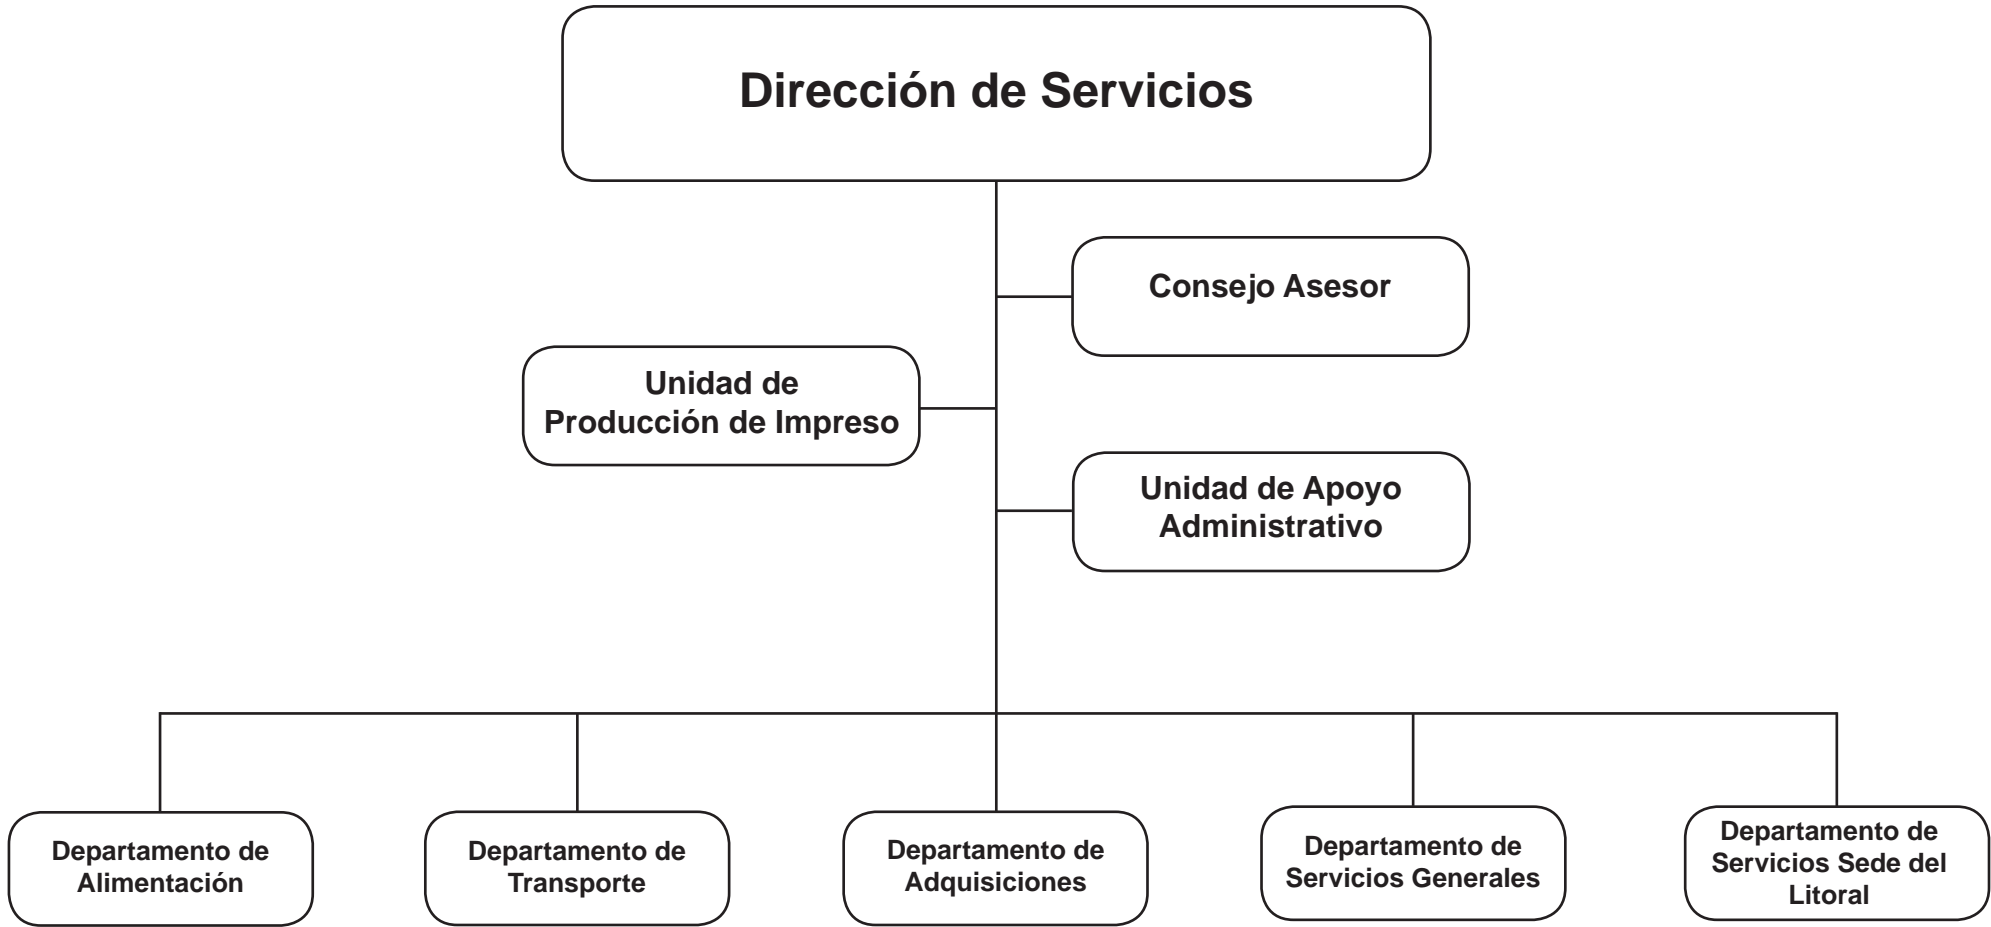 Dirección de Servicios
Consejo Asesor
Unidad de
Producción de Impreso
Unidad de Apoyo
Administrativo
Departamento de
Alimentación
Departamento de
Transporte
Departamento de
Adquisiciones
Departamento de
Servicios Generales
Departamento de
Servicios Sede del
Litoral